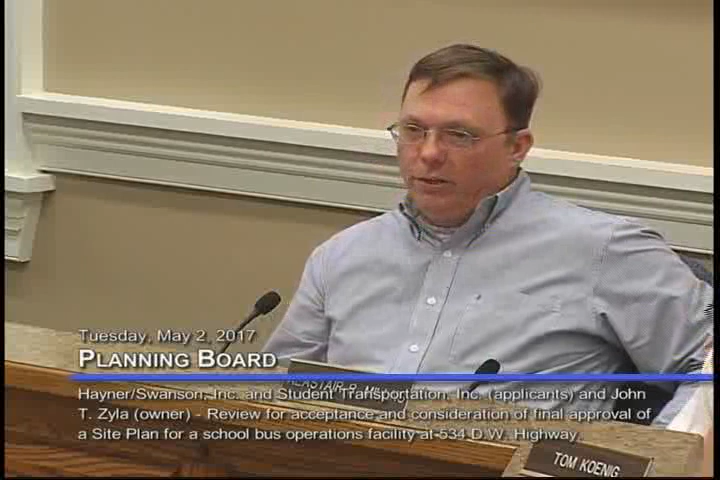 Tuesday, May 2, 2017
PLANNING BOARD
ALASTAIR P. MILLNS
Hayner/Swanson, Inc. and Student Transportation, Inc. (applicants) and John
T. Zyla (owner) - Review for acceptance and consideration of final approval of
a Site Plan for a school bus operations facility at 534 D.W. Highway.
TOM KOENIG